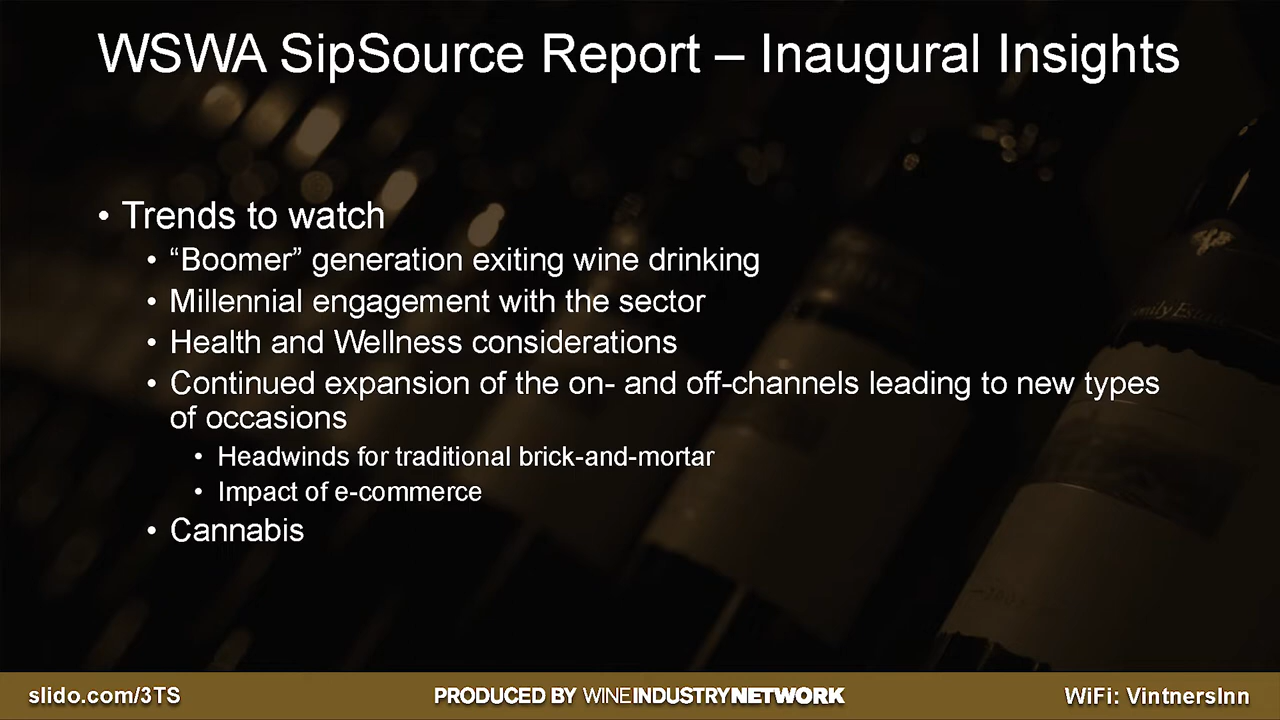 WSWA SipSource Report – Inaugural Insights
• Trends to watch
• “Boomer” generation exiting wine drinking
• Millennial engagement with the sector
• Health and Wellness considerations
• Continued expansion of the on- and off-channels leading to new types
of occasions
• Headwinds for traditional brick-and-mortar
• Impact of e-commerce
• Cannabis
slido.com/3TS
PRODUCED BY WINEINDUSTRYNETWORK
WiFi: VintnersInn